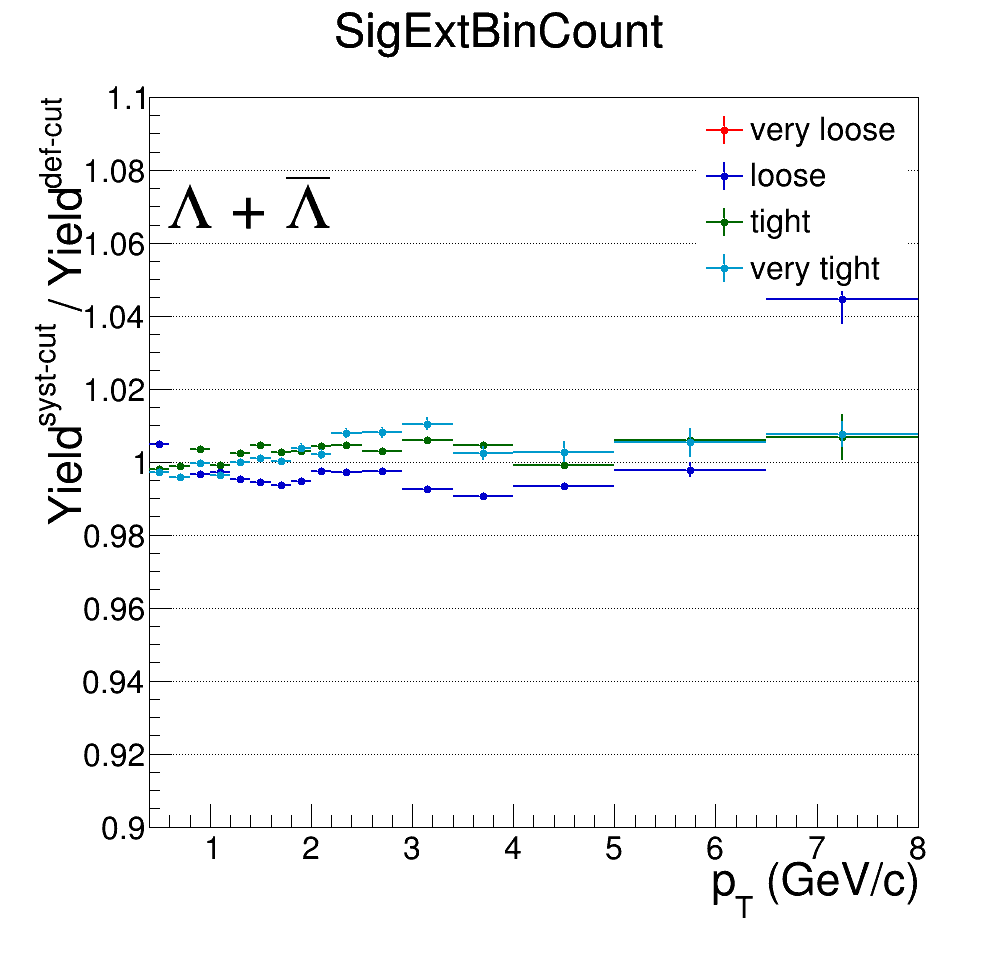 SigExtBinCount
Yield^syst-cut / Yield^def-cut
1.1
1.08
1.06
1.04
1.02
1
0.98
0.96
0.94
0.92
0.9
Λ + Λ̅
very loose
loose
tight
very tight
1 2 3 4 5 6 7 8
p_T (GeV/c)